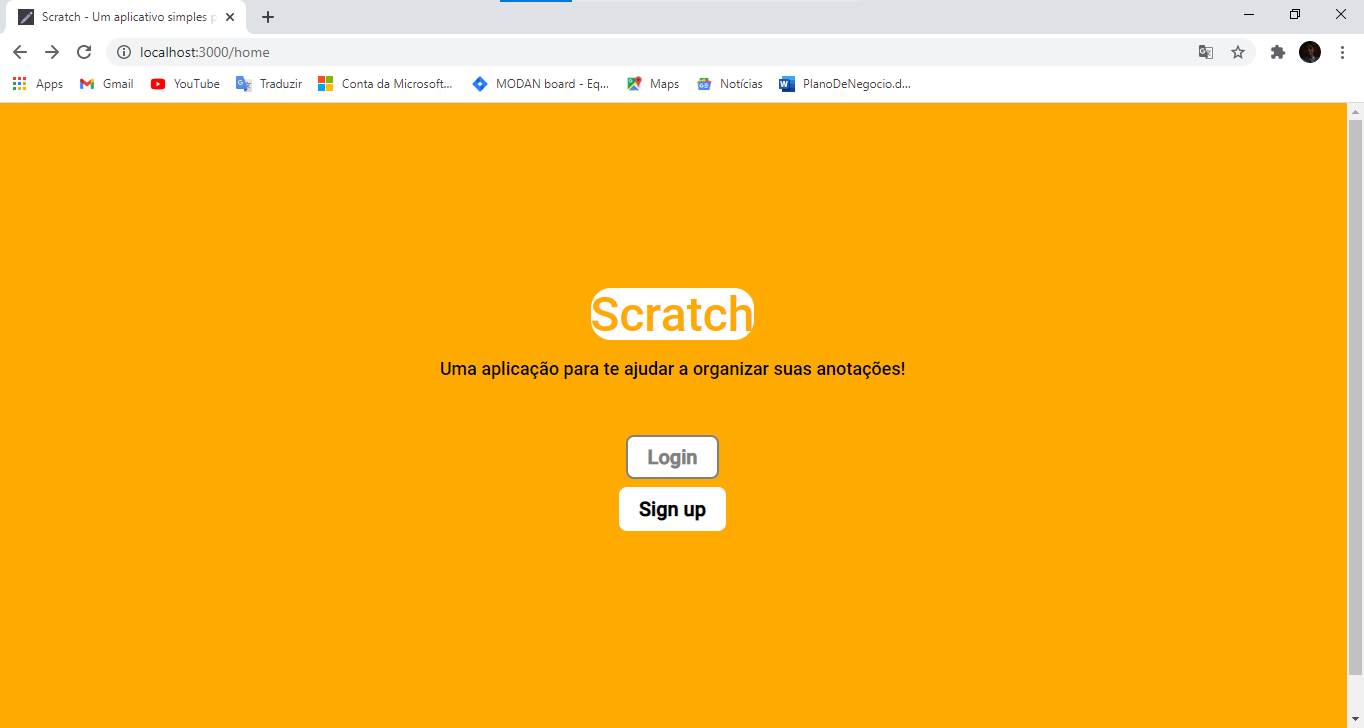 Scratch - Um aplicativo simples p
localhost:3000/home
Apps Gmail YouTube Traduzir Conta da Microsoft... MODAN board - Eq... Maps Notícias PlanoDeNegocio.d...
Scratch
Uma aplicação para te ajudar a organizar suas anotações!
Login
Sign up